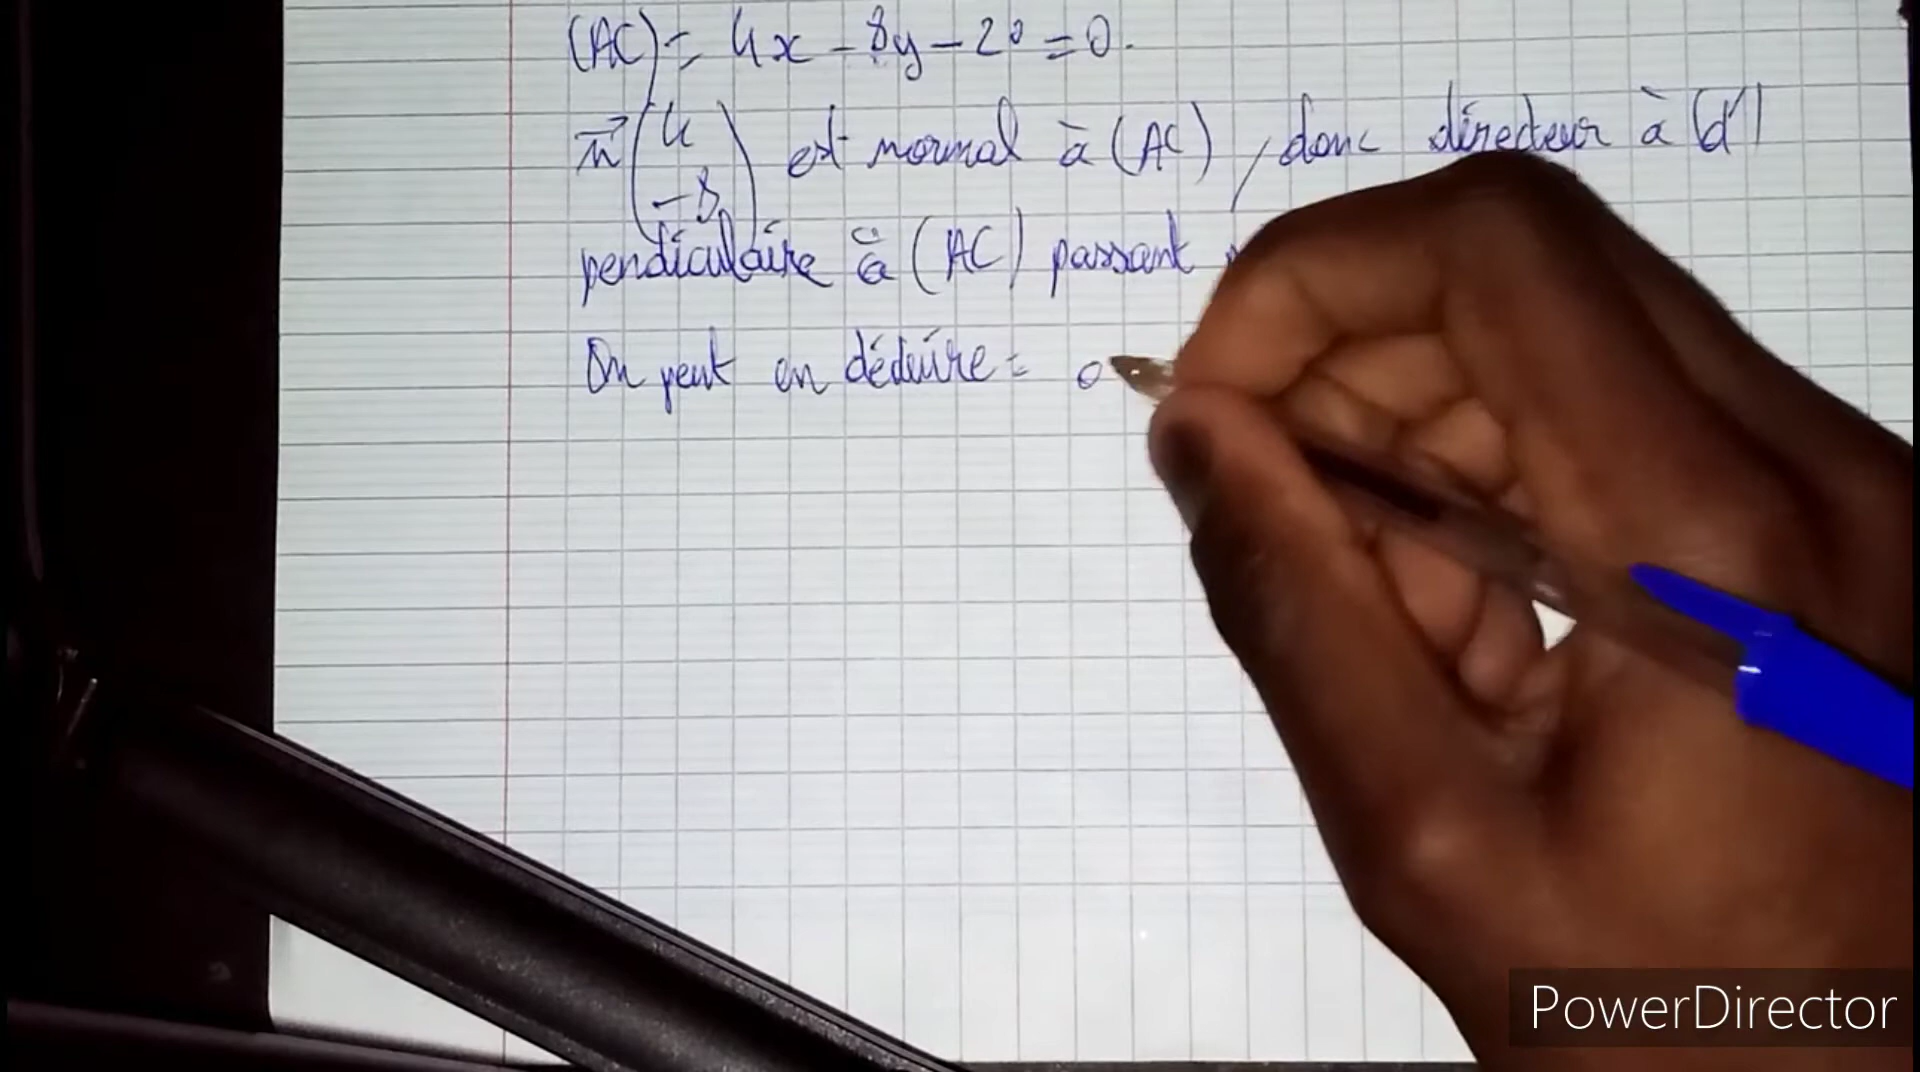 (AC) = 4x - 8y - 20 = 0.
n⃗ (4 -8) est normal à (AC), donc directeur à (d')
pendiculaire à (AC) passant
On peut en déduire =
PowerDirector